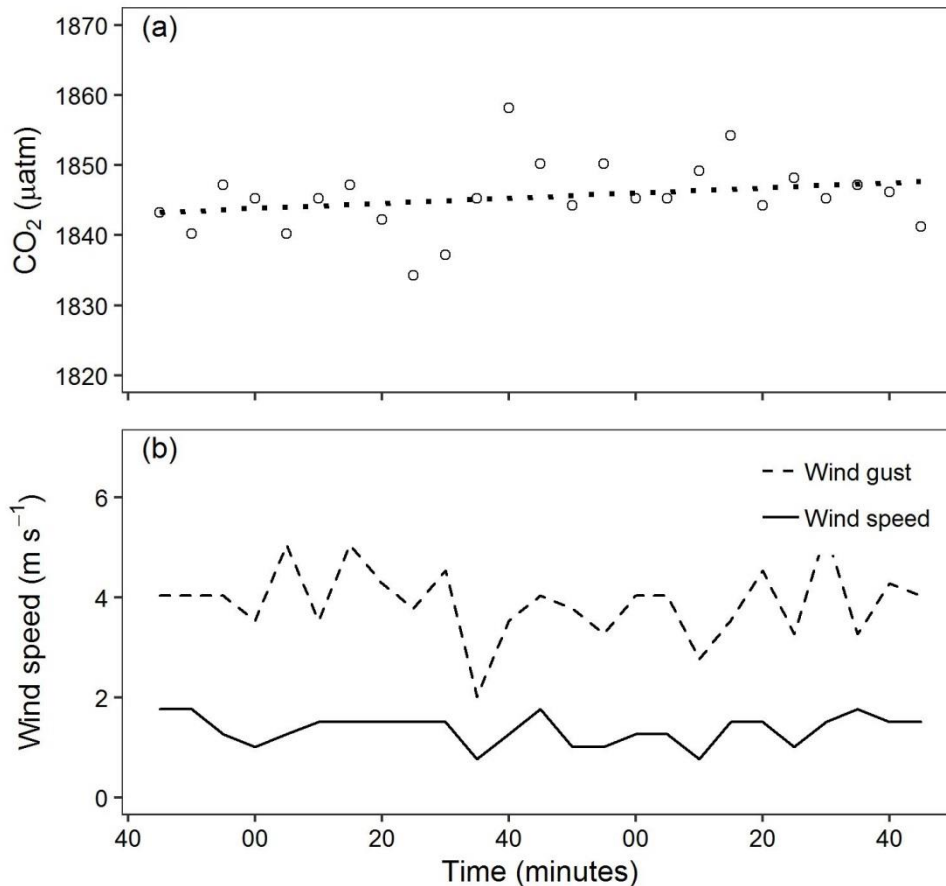 (a)
1870
1860
1850
1840
1830
1820
CO₂ (μatm)
(b)
Wind gust
Wind speed
6
4
2
0
Wind speed (m s⁻¹)
40 00 20 40 00 20 40
Time (minutes)